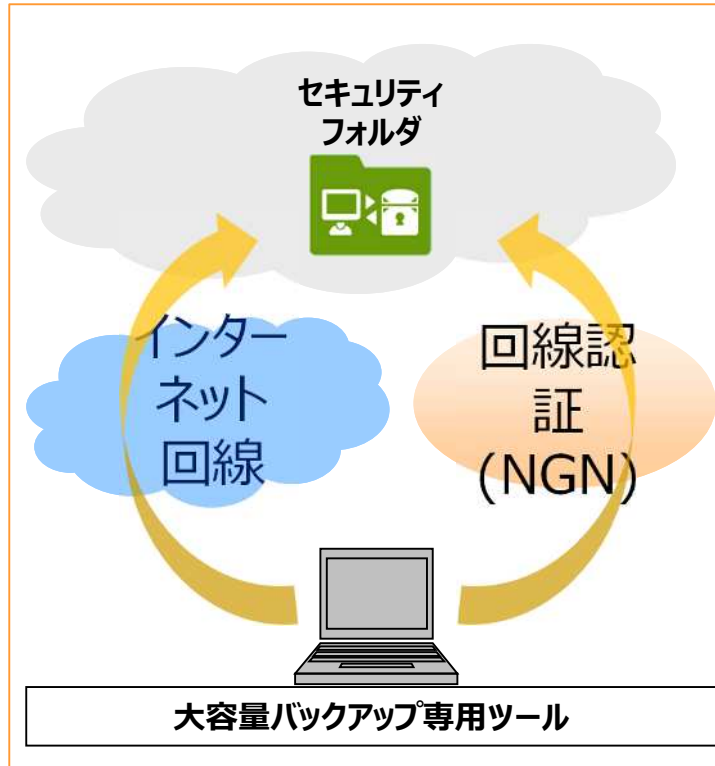 セキュリティ
フォルダ
インター
ネット
回線
回線認
証
(NGN)
大容量バックアップ専用ツール